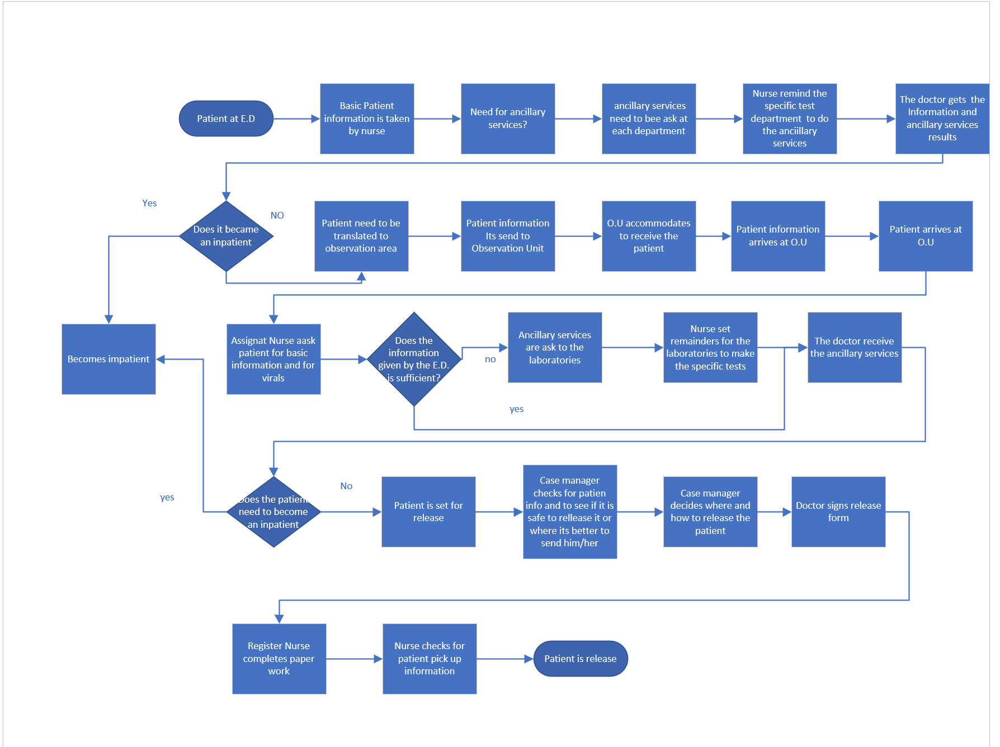 Patient at E.D
Basic Patient
information is taken
by nurse
Need for ancillary
services?
ancillary services
need to bee ask at
each department
Nurse remind the
specific test
department to do
the anciillary
services
The doctor gets the
Information and
ancillary services
results
Yes
NO
Does it became
an inpatient
Patient need to be
translated to
observation area
Patient information
Its send to
Observation Unit
O.U accommodates
to receive the
patient
Patient information
arrives at O.U
Patient arrives at
O.U
Becomes impatient
Assignat Nurse aask
patient for basic
information and for
virals
Does the
information
given by the E.D.
is sufficient?
no
yes
Ancillary services
are ask to the
laboratories
Nurse set
remainders for the
laboratories to make
the specific tests
The doctor receive
the ancillary services
yes
Does the patient
need to become
an inpatient
No
Patient is set for
release
Case manager
checks for patien
info and to see if it is
safe to rellease it or
where its better to
send him/her
Case manager
decides where and
how to release the
patient
Doctor signs release
form
Register Nurse
completes paper
work
Nurse checks for
patient pick up
information
Patient is release